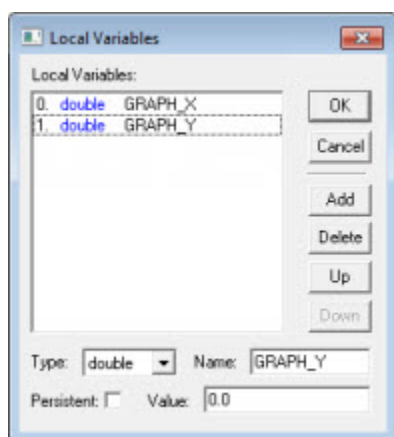 Local Variables
Local Variables:
0. double GRAPH_X
1. double GRAPH_Y
OK
Cancel
Add
Delete
Up
Down
Type: double Name: GRAPH_Y
Persistent: Value: 0.0